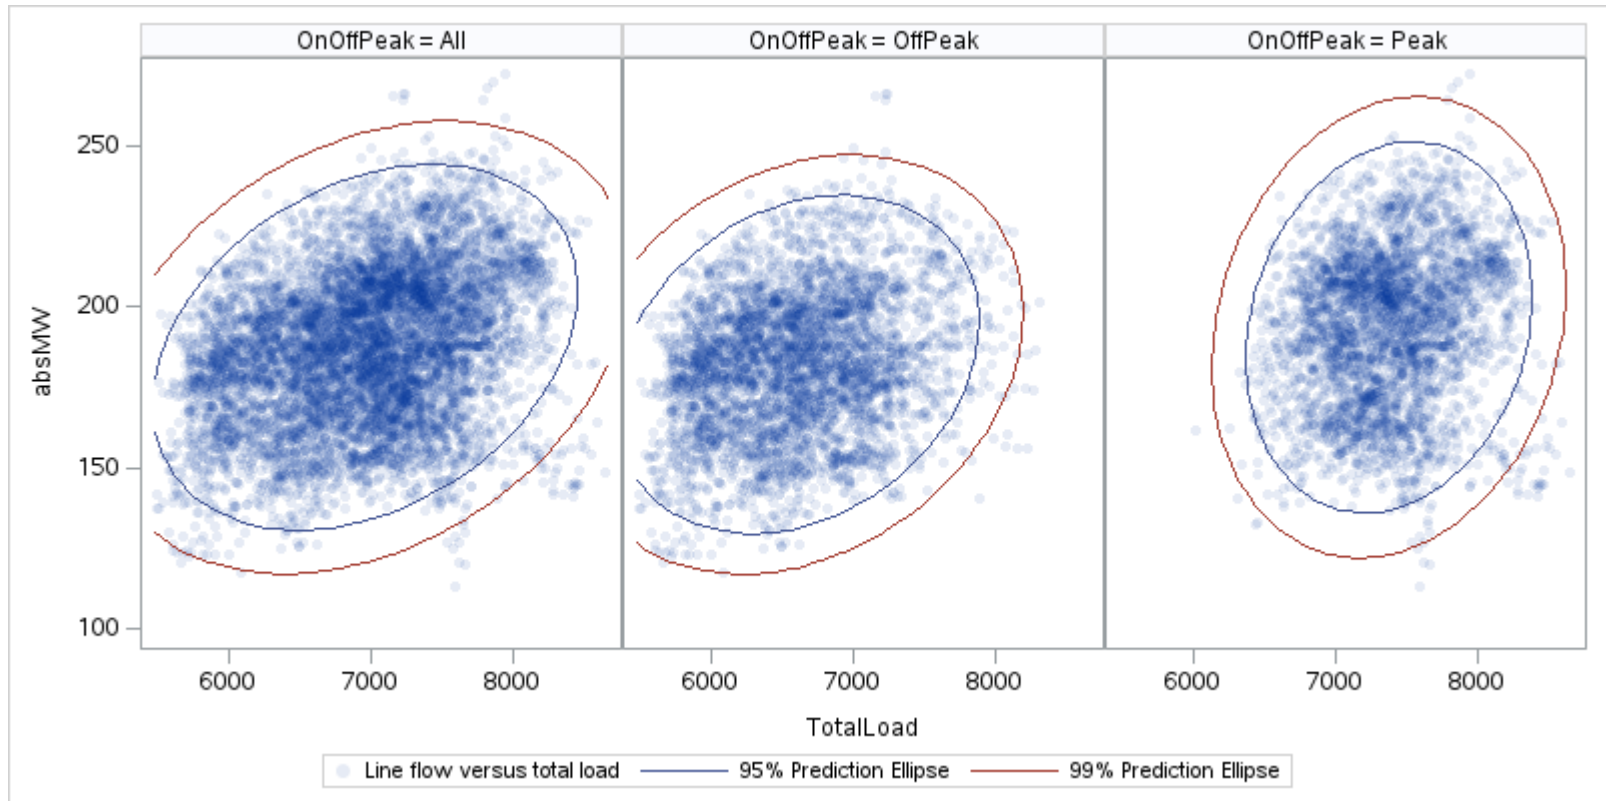 OnOffPeak = All
OnOffPeak = OffPeak
OnOffPeak = Peak
250
200
150
100
absMW
6000 7000 8000
6000 7000 8000
6000 7000 8000
TotalLoad
Line flow versus total load 95% Prediction Ellipse 99% Prediction Ellipse